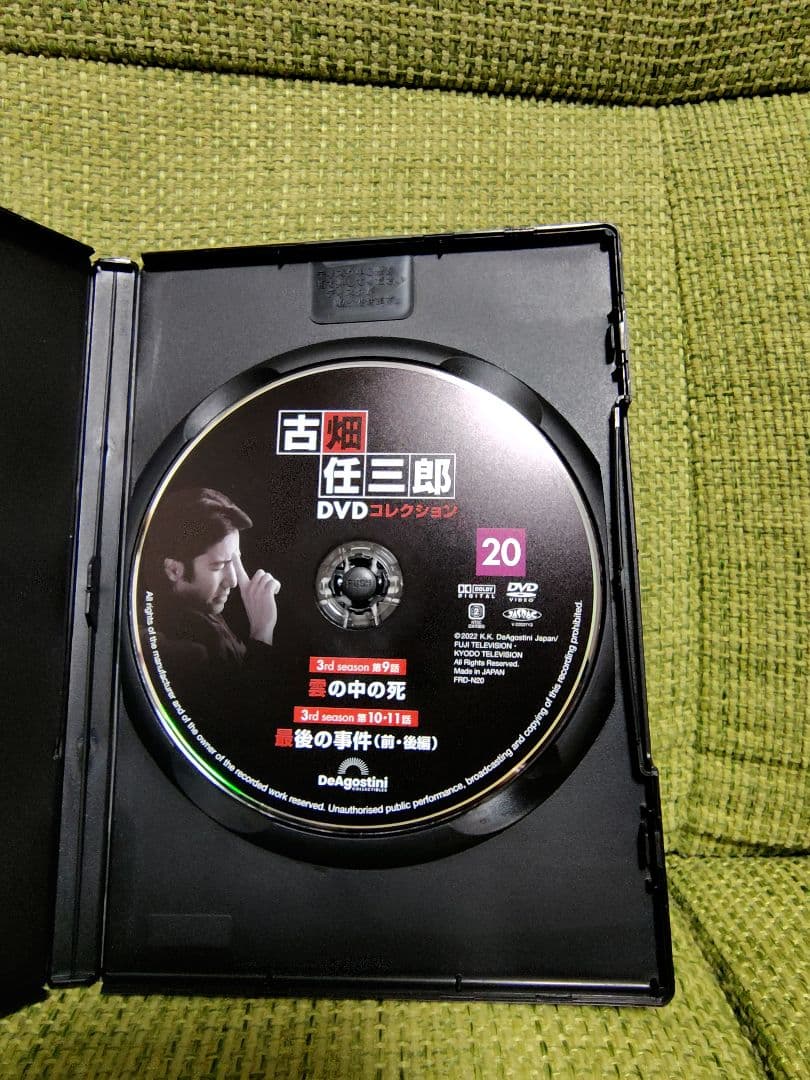 古畑
任三郎
DVDコレクション
20
DOLBY
DIGITAL
DVD
VIDEO
2
©2022 K.K. DeAgostini Japan/
FUJI TELEVISION・
KYODO TELEVISION
All Rights Reserved.
Made in JAPAN
FRD-N20
3rd season 第9話
雲の中の死
3rd season 第10・11話
最後の事件(前・後編)
DeAgostini
COLLECTIBLES
All rights of the manufacturer and of the owner of the recorded work reserved. Unauthorised public performance, broadcasting and copying of this recording prohibited.